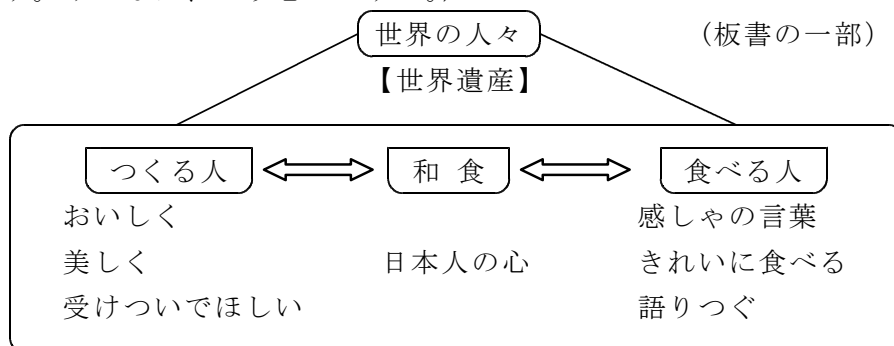 世界の人々
(板書の一部)
【世界遺産】
つくる人
和 食
食べる人
おいしく
感しゃの言葉
美しく
日本人の心
きれいに食べる
受けついでほしい
語りつぐ